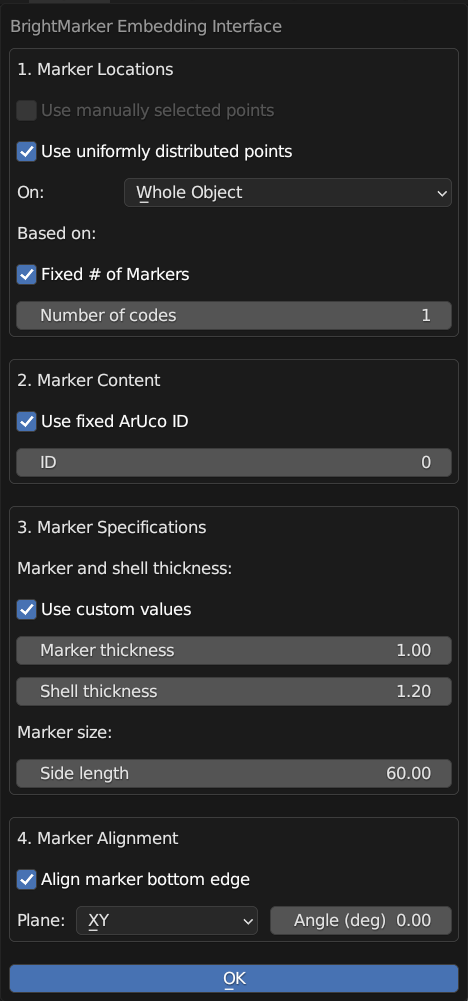 BrightMarker Embedding Interface
1. Marker Locations
Use manually selected points
Use uniformly distributed points
On: Whole Object
Based on:
Fixed # of Markers
Number of codes 1
2. Marker Content
Use fixed ArUco ID
ID 0
3. Marker Specifications
Marker and shell thickness:
Use custom values
Marker thickness 1.00
Shell thickness 1.20
Marker size:
Side length 60.00
4. Marker Alignment
Align marker bottom edge
Plane: XY Angle (deg) 0.00
OK